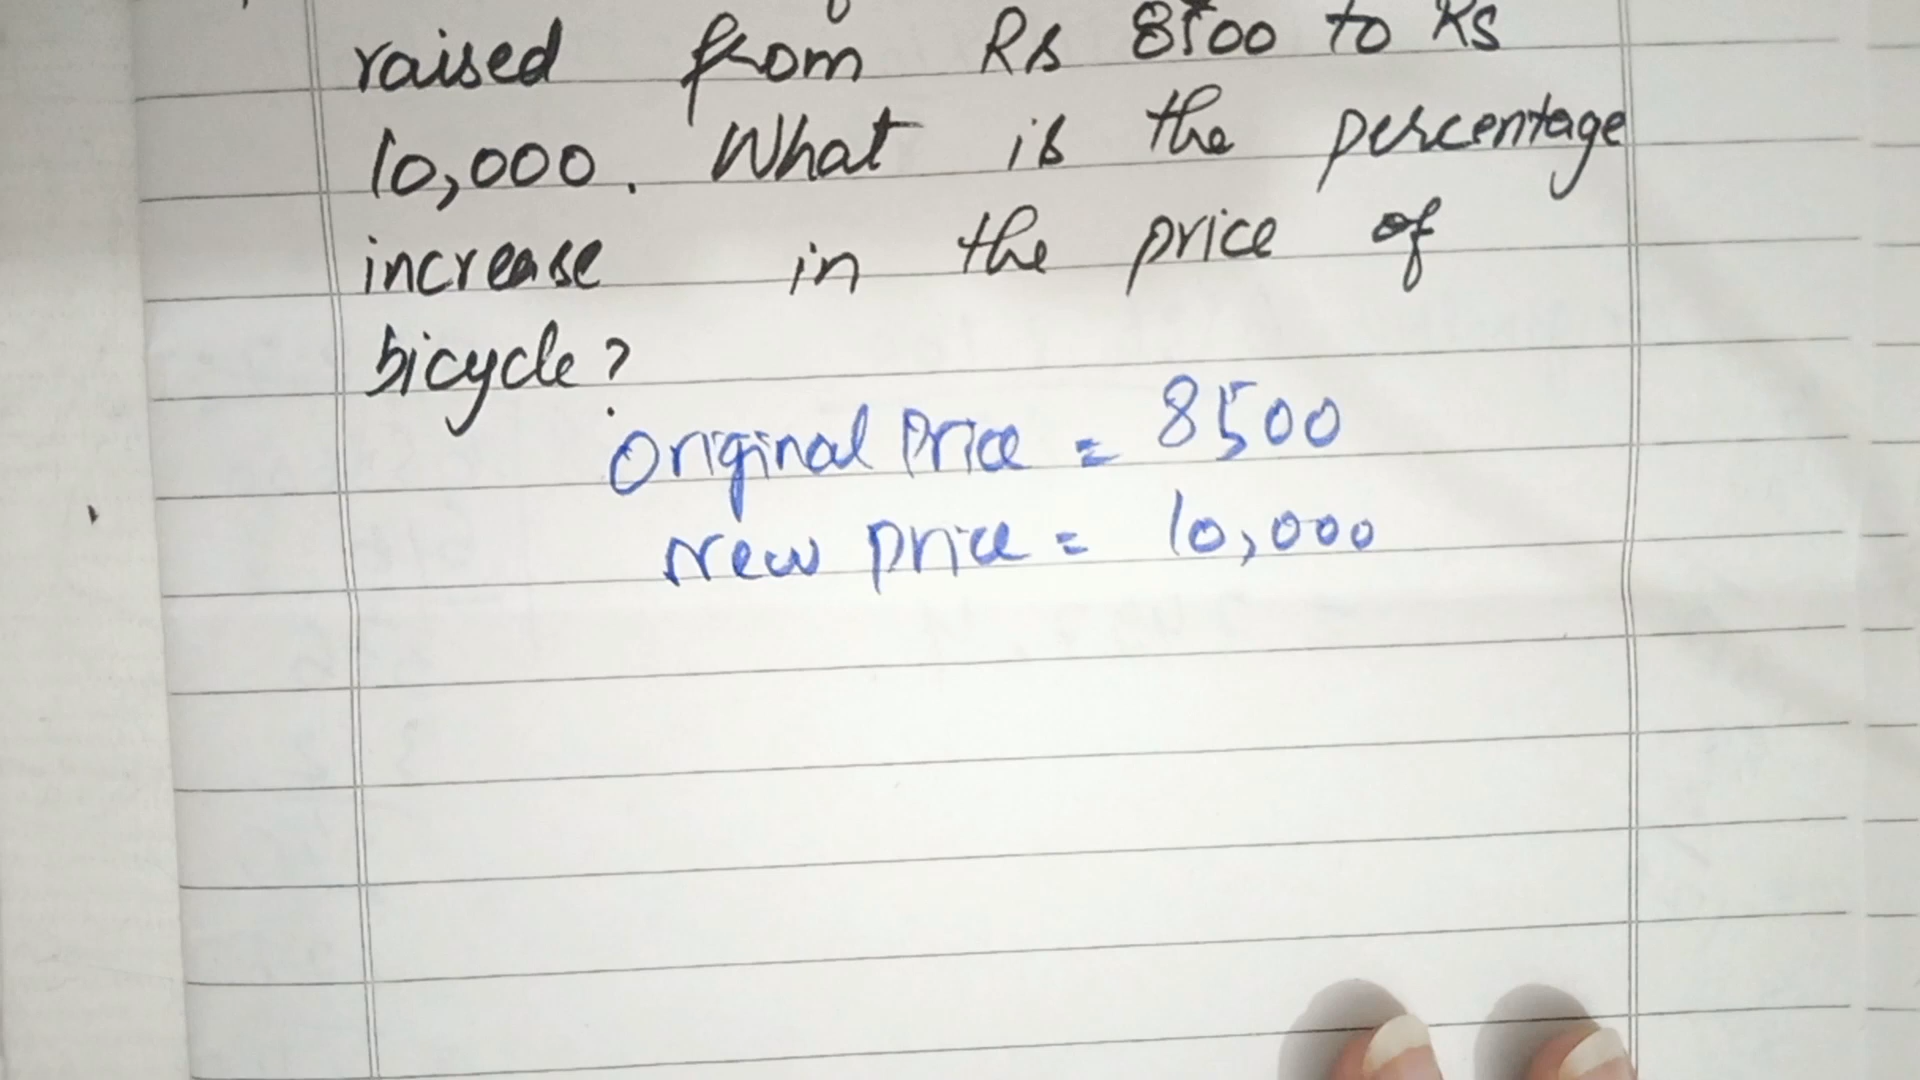 raised from Rs 8500 to Rs
10,000. What is the percentage
increase in the price of
bicycle?
Original Price = 8500
New price = 10,000